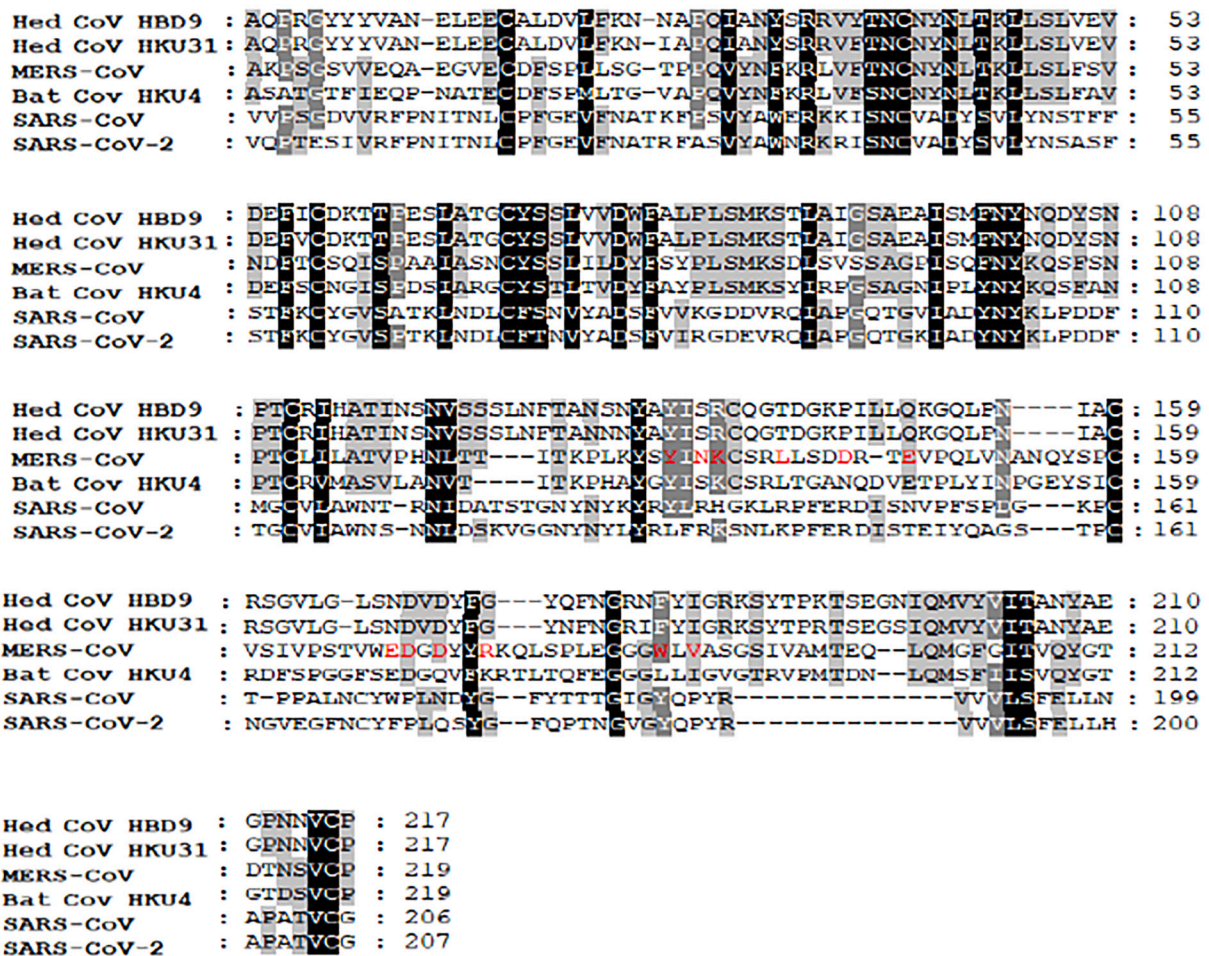 Hed CoV HBD9 : AQPRGYYYVAN-ELEECALDVLFKN-NAPQIANYSRRVYTNCNYNLTKLLSLVEV : 53
Hed CoV HKU31 : AQPRGYYYVAN-ELEECALDVLFKN-IAPQIANYSRRVFTNCNYNLTKLLSLVEV : 53
MERS-CoV : AKPSGSVVEQA-EGVECDFSPLLSG-TPPQVYNFKRLVFTNCNYNLTKLLSLFSV : 53
Bat Cov HKU4 : ASATGTFIEQP-NATECDFSPMLTG-VAPQVYNFKRLVFSNCNYNLTKLLSLFAV : 53
SARS-CoV : VVPSGDVVRFPNITNLCPFGEVFNATKFPSVYAWERKKISNCVADYSVLYNSTFF : 55
SARS-CoV-2 : VQPTESIVRFPNITNLCPFGEVFNATRFASVYAWNRKRISNCVADYSVLYNSASF : 55
Hed CoV HBD9 : DEFICDKTTPESLATGCYSSLVVDWFALPLSMKSTLAIGSAEAISMFNYNQDYSN : 108
Hed CoV HKU31 : DEFVCDKTTPESLATGCYSSLVVDWFALPLSMKSTLAIGSAEAISMFNYNQDYSN : 108
MERS-CoV : NDFTCSQISPAAIASNCYSSLILDYFSYPLSMKSDLSVSSAGPISQFNYKQSFSN : 108
Bat Cov HKU4 : DEFSCNGISPDSIARGCYSTLTVDYFAYPLSMKSYIRPGSAGNIPLYNYKQSFAN : 108
SARS-CoV : STFKCYGVSATKLNDLCFSNVYADSFVVKGDDVRQIAPGQTGVIADYNYKLPDDF : 110
SARS-CoV-2 : STFKCYGVSPTKLNDLCFTNVYADSFVIRGDEVRQIAPGQTGKIADYNYKLPDDF : 110
Hed CoV HBD9 : PTCRIHATINSNVSSSLNFTANSNYAYISRCQGTDGKPILLQKGQLPN----IAC : 159
Hed CoV HKU31 : PTCRIHATINSNVSSSLNFTANNNYAYISRCQGTDGKPILLQKGQLPN----IAC : 159
MERS-CoV : PTCLILATVPHNLTT---ITKPLKYSYINKCSRLLSDDR-TEVPQLVNANQYSPC : 159
Bat Cov HKU4 : PTCRVMASVLANVT----ITKPHAYGYISKCSRLTGANQDVETPLYINPGEYSIC : 159
SARS-CoV : MGCVLAWNT-RNIDATSTGNYNYKYRYLRHGKLRPFERDISNVPFSPDG---KPC : 161
SARS-CoV-2 : TGCVIAWNS-NNLDSKVGGNYNYLYRLFRKSNLKPFERDISTEIYQAGS---TPC : 161
Hed CoV HBD9 : RSGVLG-LSNDVDYFG---YQFNGRNFYIGRKSYTPKTSEGNIQMVYVITANYAE : 210
Hed CoV HKU31 : RSGVLG-LSNDVDYFG---YNFNGRIFYIGRKSYTPRTSEGSIQMVYVITANYAE : 210
MERS-CoV : VSIVPSTVWEDGDYYRKQLSPLEGGGWLVASGSIVAMTEQ--LQMGFGITVQYGT : 212
Bat Cov HKU4 : RDFSPGGFSEDGQVFKRTLTQFEGGGLLIGVGTRVPMTDN--LQMSFIISVQYGT : 212
SARS-CoV : T-PPALNCYWPLNDYG--FYTTTGIGYQPYR--------------VVVLSFELLN : 199
SARS-CoV-2 : NGVEGFNCYFPLQSYG--FQPTNGVGYQPYR--------------VVVLSFELLH : 200
Hed CoV HBD9 : GPNNVCP : 217
Hed CoV HKU31 : GPNNVCP : 217
MERS-CoV : DTNSVCP : 219
Bat Cov HKU4 : GTDSVCP : 219
SARS-CoV : APATVCG : 206
SARS-CoV-2 : APATVCG : 207